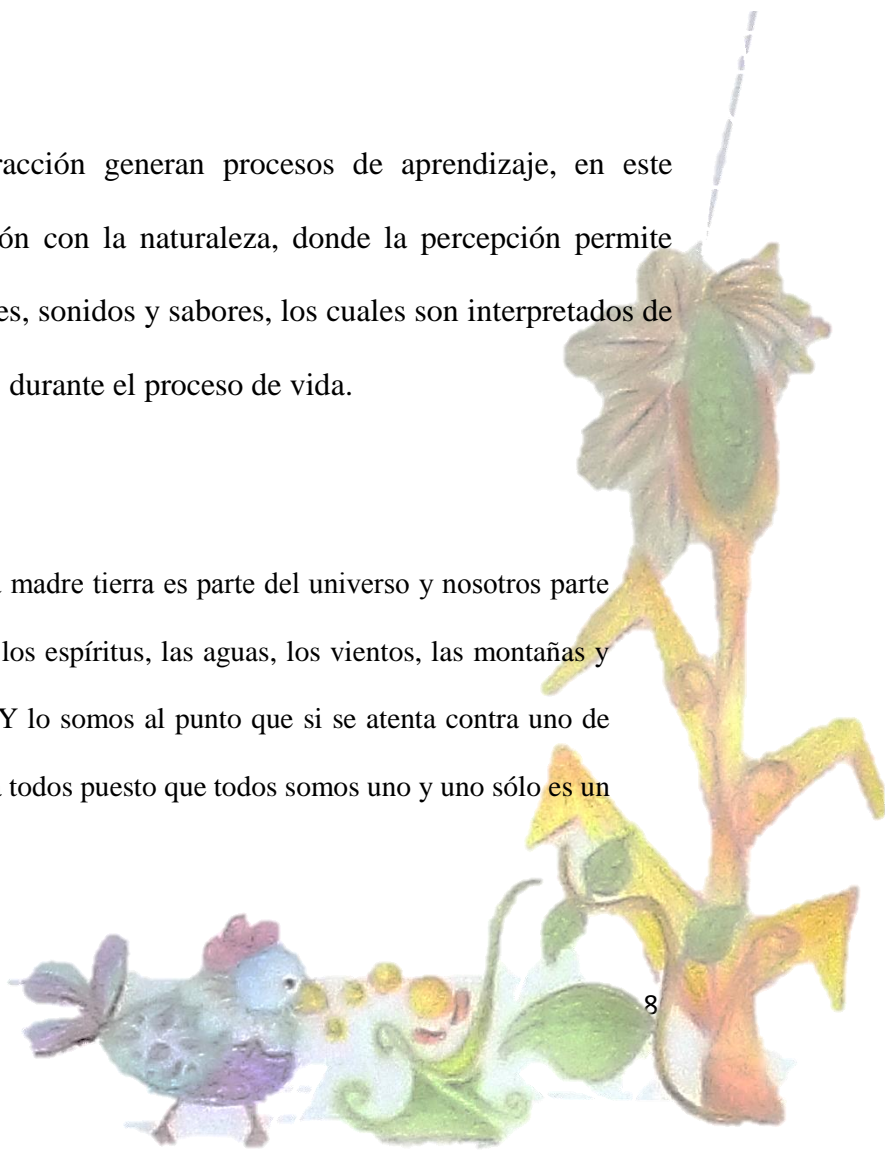 racción generan procesos de aprendizaje, en este
ón con la naturaleza, donde la percepción permite
es, sonidos y sabores, los cuales son interpretados de
durante el proceso de vida.
madre tierra es parte del universo y nosotros parte
los espíritus, las aguas, los vientos, las montañas y
Y lo somos al punto que si se atenta contra uno de
todos puesto que todos somos uno y uno sólo es un
8